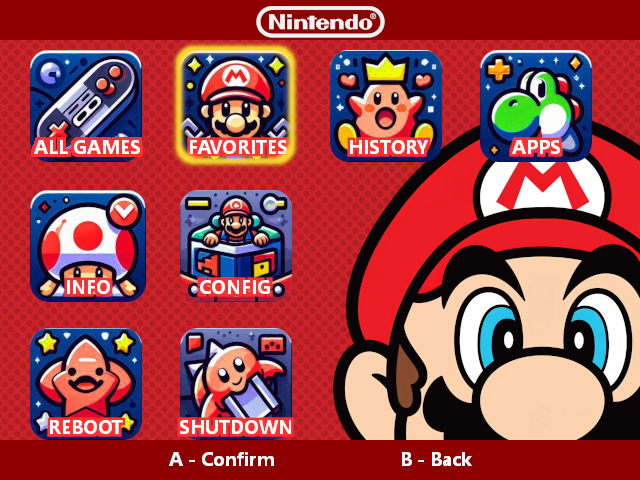 Nintendo®
ALL GAMES
FAVORITES
HISTORY
APPS
INFO
CONFIG
REBOOT
SHUTDOWN
A - Confirm
B - Back